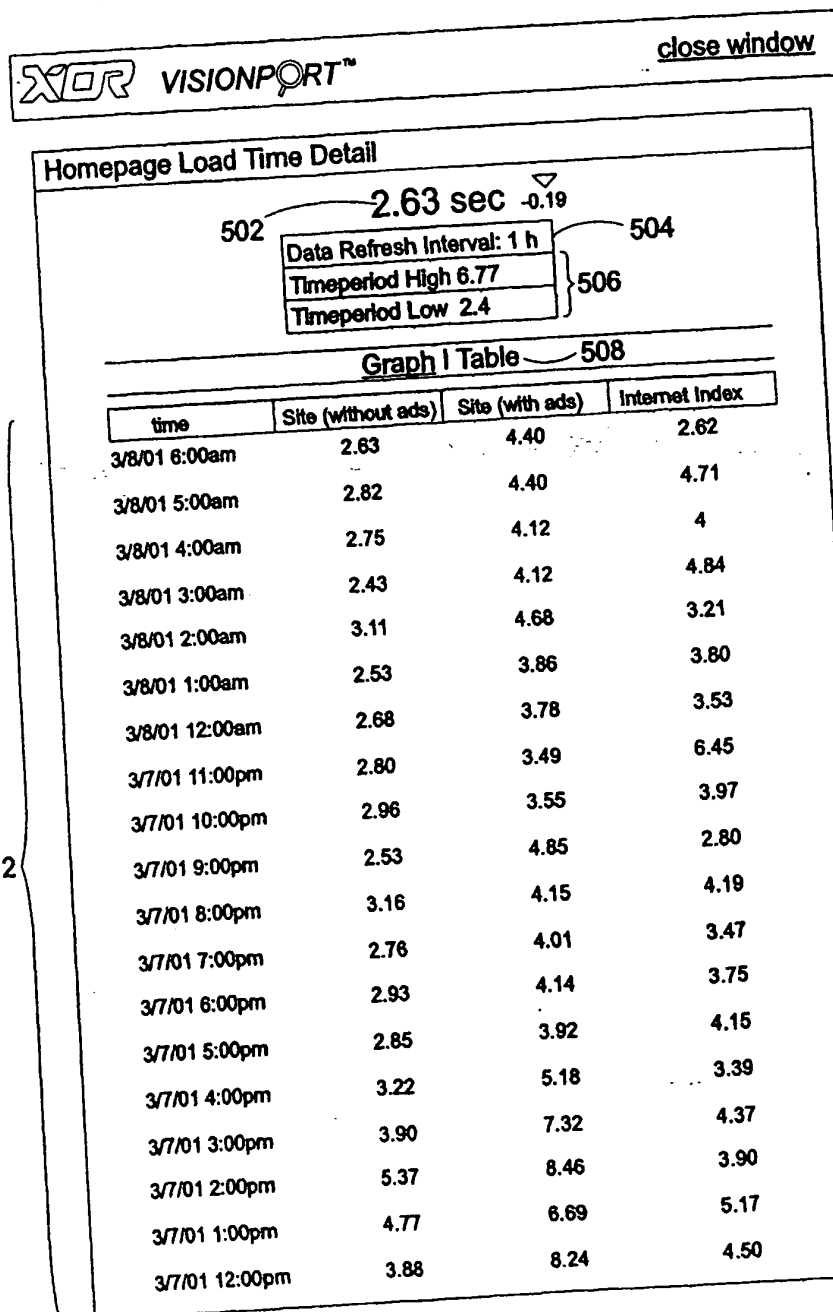 XOR VISIONPORT™ close window
Homepage Load Time Detail
2.63 sec -0.19
502
504
Data Refresh Interval: 1 h
Timeperiod High 6.77
Timeperiod Low 2.4
506
Graph | Table 508
time Site (without ads) Site (with ads) Internet Index
3/8/01 6:00am 2.63 4.40 2.62
3/8/01 5:00am 2.82 4.40 4.71
3/8/01 4:00am 2.75 4.12 4
3/8/01 3:00am 2.43 4.12 4.84
3/8/01 2:00am 3.11 4.68 3.21
3/8/01 1:00am 2.53 3.86 3.80
3/8/01 12:00am 2.68 3.78 3.53
3/7/01 11:00pm 2.80 3.49 6.45
3/7/01 10:00pm 2.96 3.55 3.97
3/7/01 9:00pm 2.53 4.85 2.80
2
3/7/01 8:00pm 3.16 4.15 4.19
3/7/01 7:00pm 2.76 4.01 3.47
3/7/01 6:00pm 2.93 4.14 3.75
3/7/01 5:00pm 2.85 3.92 4.15
3/7/01 4:00pm 3.22 5.18 3.39
3/7/01 3:00pm 3.90 7.32 4.37
3/7/01 2:00pm 5.37 8.46 3.90
3/7/01 1:00pm 4.77 6.69 5.17
3/7/01 12:00pm 3.88 8.24 4.50